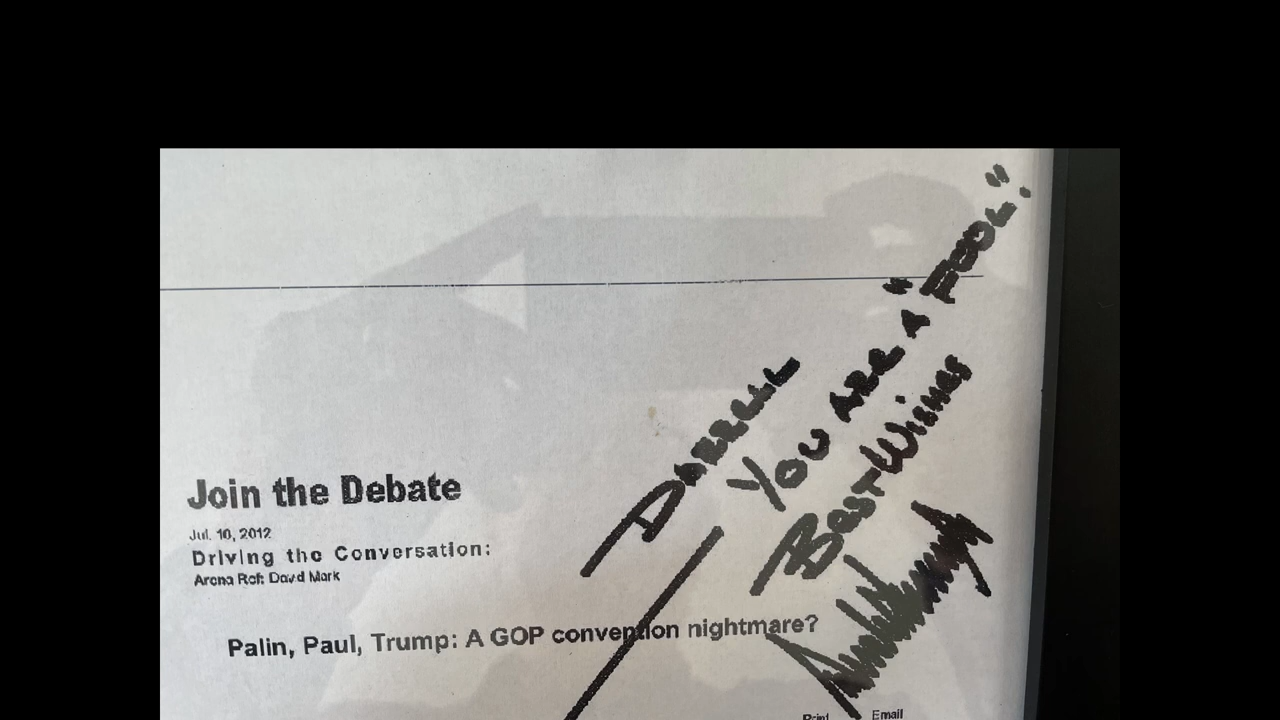 DARRELL
YOU ARE A "FOOL".
Best Wishes
Join the Debate
Jul. 10, 2012
Driving the Conversation:
Arena Ref: David Mark
Palin, Paul, Trump: A GOP convention nightmare?
Print Email